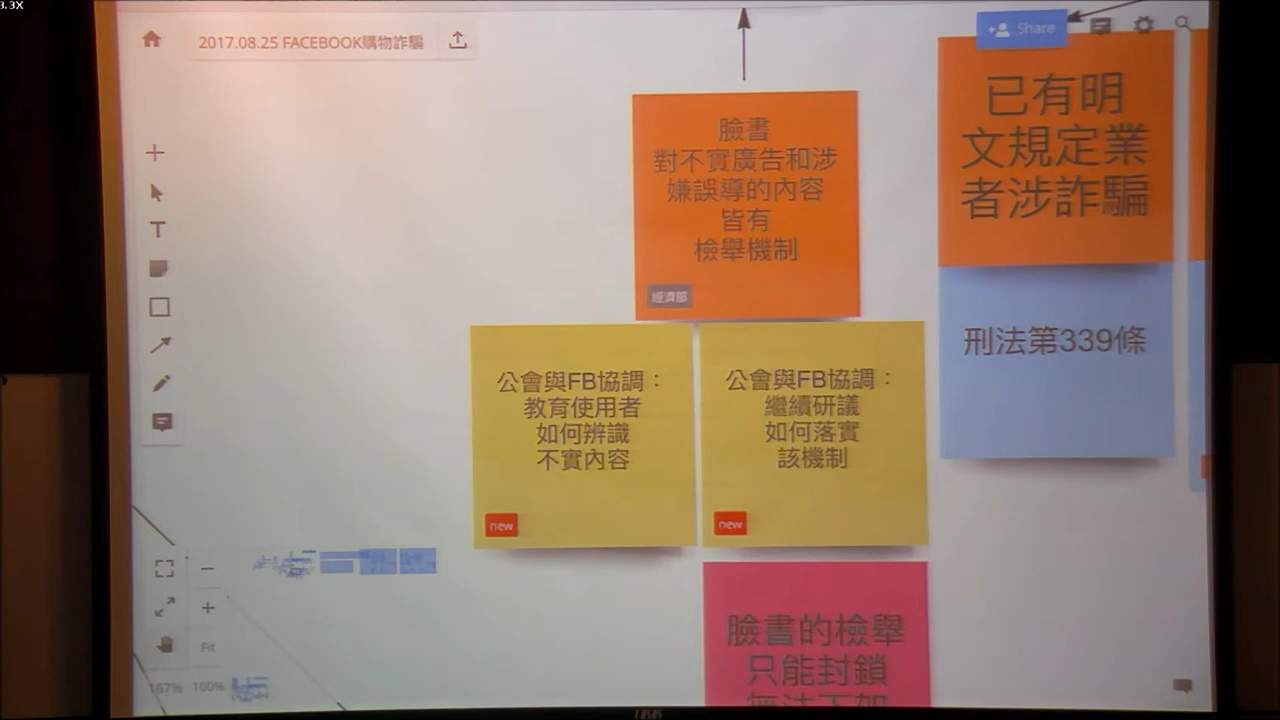 3.3X
2017.08.25 FACEBOOK購物詐騙
Share
臉書
對不實廣告和涉
嫌誤導的內容
皆有
檢舉機制
經濟部
已有明
文規定業
者涉詐騙
刑法第339條
公會與FB協調：
教育使用者
如何辨識
不實內容
new
公會與FB協調：
繼續研議
如何落實
該機制
new
臉書的檢舉
只能封鎖
無法下架
Fit
167%
100%